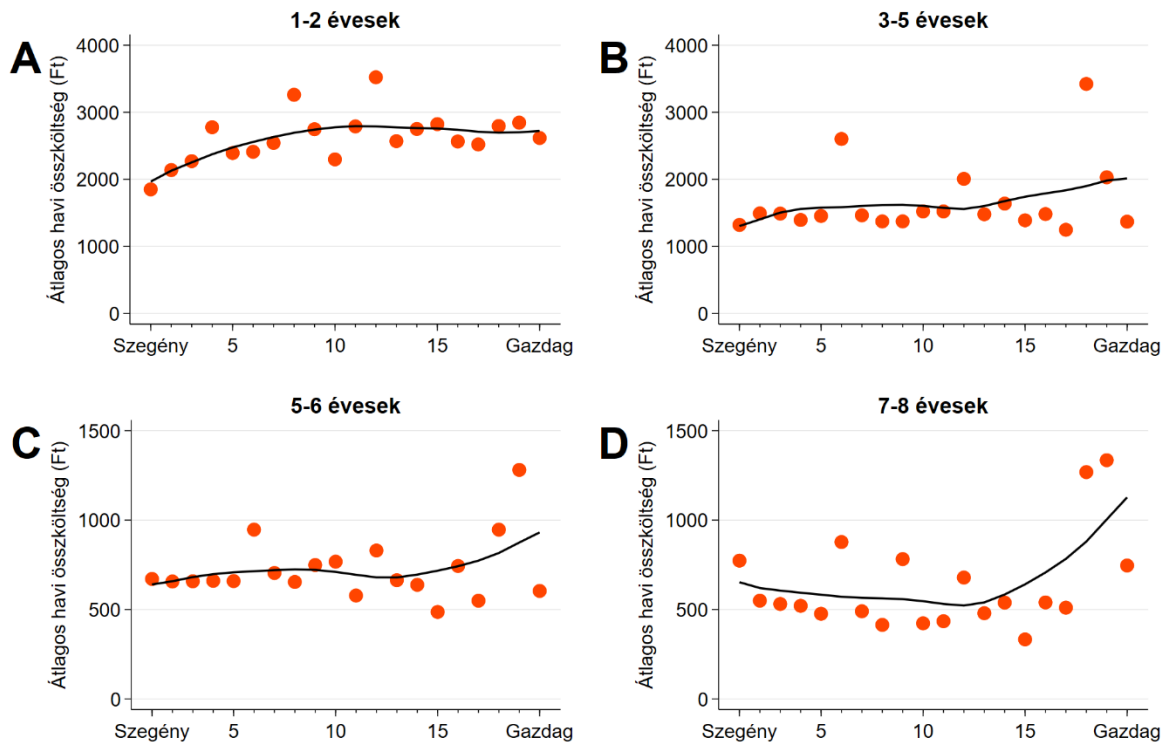 A
1-2 évesek
Átlagos havi összköltség (Ft)
4000
3000
2000
1000
0
Szegény 5 10 15 Gazdag
B
3-5 évesek
Átlagos havi összköltség (Ft)
4000
3000
2000
1000
0
Szegény 5 10 15 Gazdag
C
5-6 évesek
Átlagos havi összköltség (Ft)
1500
1000
500
0
Szegény 5 10 15 Gazdag
D
7-8 évesek
Átlagos havi összköltség (Ft)
1500
1000
500
0
Szegény 5 10 15 Gazdag